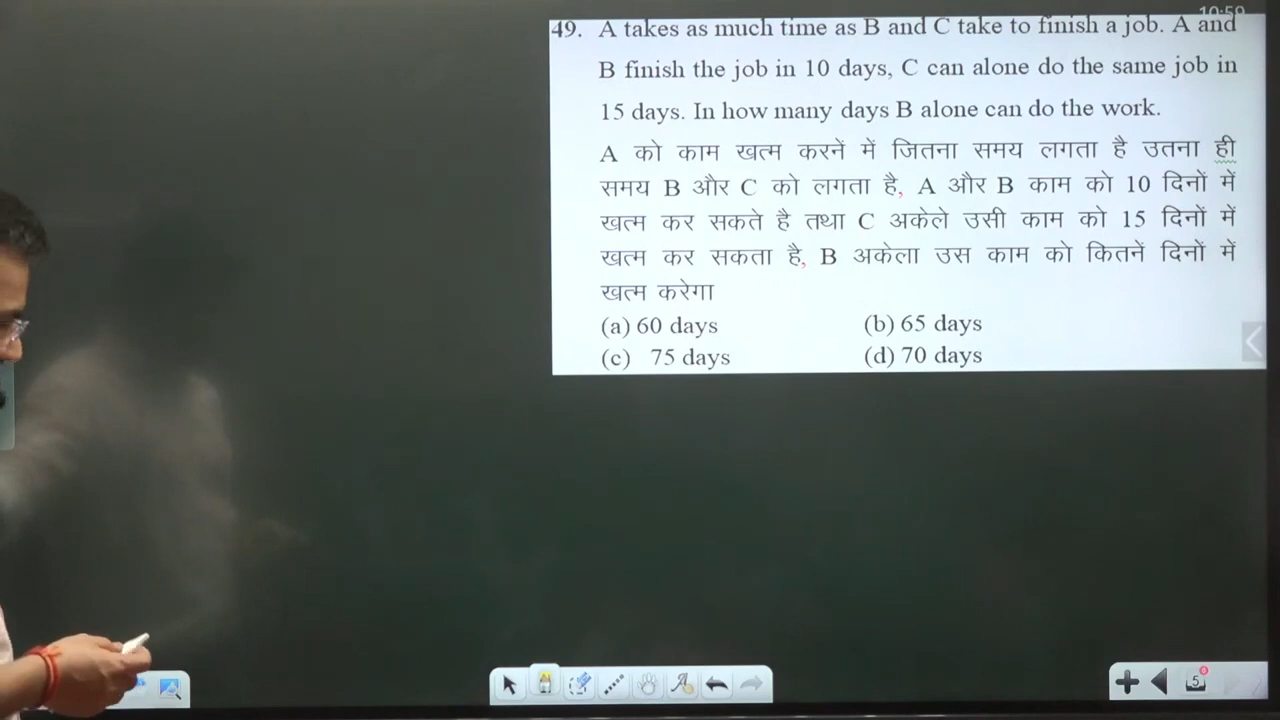 10:59
49. A takes as much time as B and C take to finish a job. A and
B finish the job in 10 days, C can alone do the same job in
15 days. In how many days B alone can do the work.
A को काम खत्म करनें में जितना समय लगता है उतना ही
समय B और C को लगता है, A और B काम को 10 दिनों में
खत्म कर सकते है तथा C अकेले उसी काम को 15 दिनों में
खत्म कर सकता है, B अकेला उस काम को कितनें दिनों में
खत्म करेगा
(a) 60 days (b) 65 days
(c) 75 days (d) 70 days
5